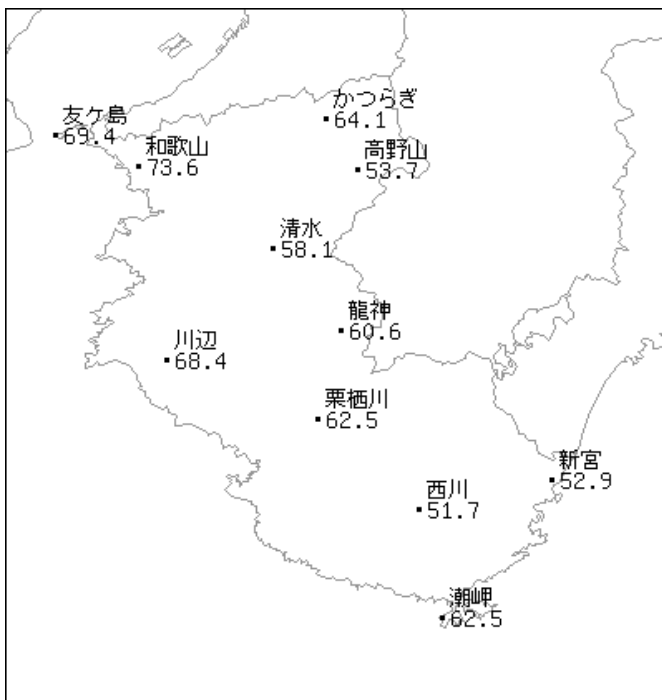 かつらぎ
64.1
友ケ島
69.4
和歌山
73.6
高野山
53.7
清水
58.1
龍神
60.6
川辺
68.4
栗栖川
62.5
新宮
52.9
西川
51.7
潮岬
62.5